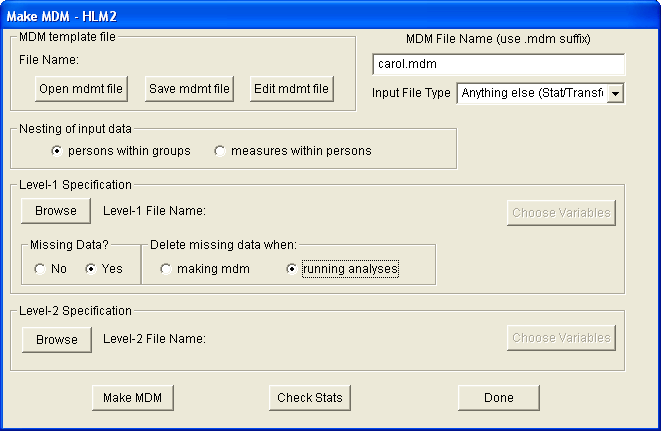 Make MDM - HLM2
MDM template file
File Name:
Open mdmt file Save mdmt file Edit mdmt file
MDM File Name (use .mdm suffix)
carol.mdm
Input File Type Anything else (Stat/Transf
Nesting of input data
persons within groups measures within persons
Level-1 Specification
Browse Level-1 File Name: Choose Variables
Missing Data? Delete missing data when:
No Yes making mdm running analyses
Level-2 Specification
Browse Level-2 File Name: Choose Variables
Make MDM Check Stats Done